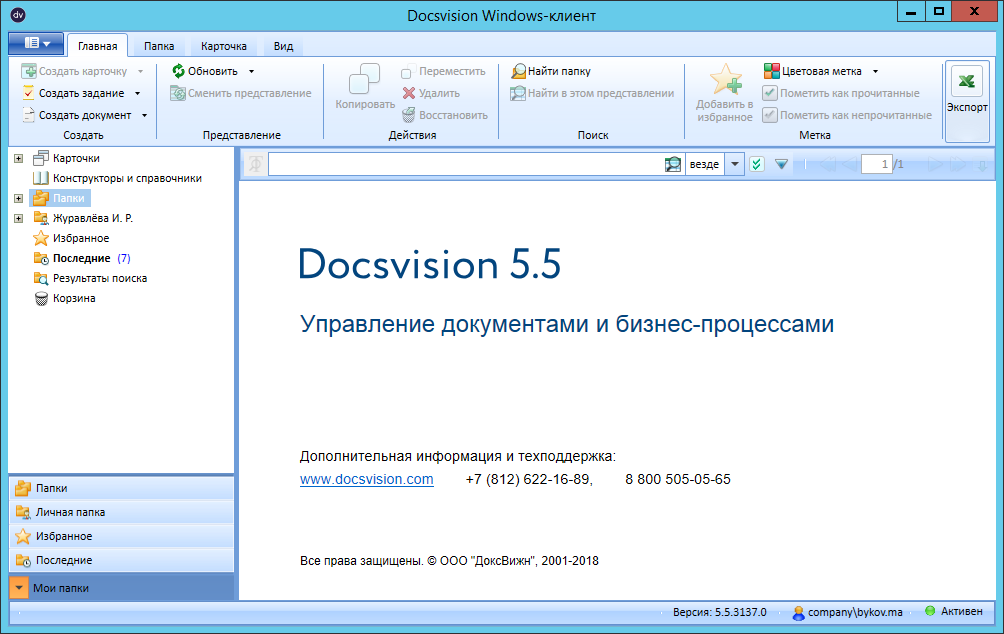 dv
Docsvision Windows-клиент
Главная
Папка
Карточка
Вид
Создать карточку
Создать задание
Создать документ
Создать
Обновить
Сменить представление
Представление
Копировать
Переместить
Удалить
Восстановить
Действия
Найти папку
Найти в этом представлении
Поиск
Добавить в
избранное
Цветовая метка
Пометить как прочитанные
Пометить как непрочитанные
Метка
Экспорт
Карточки
Конструкторы и справочники
Папки
Журавлёва И. Р.
Избранное
Последние (7)
Результаты поиска
Корзина
везде
1 /1
Docsvision 5.5
Управление документами и бизнес-процессами
Дополнительная информация и техподдержка:
www.docsvision.com +7 (812) 622-16-89, 8 800 505-05-65
Все права защищены. © ООО "ДоксВижн", 2001-2018
Папки
Личная папка
Избранное
Последние
Мои папки
Версия: 5.5.3137.0 company\bykov.ma Активен